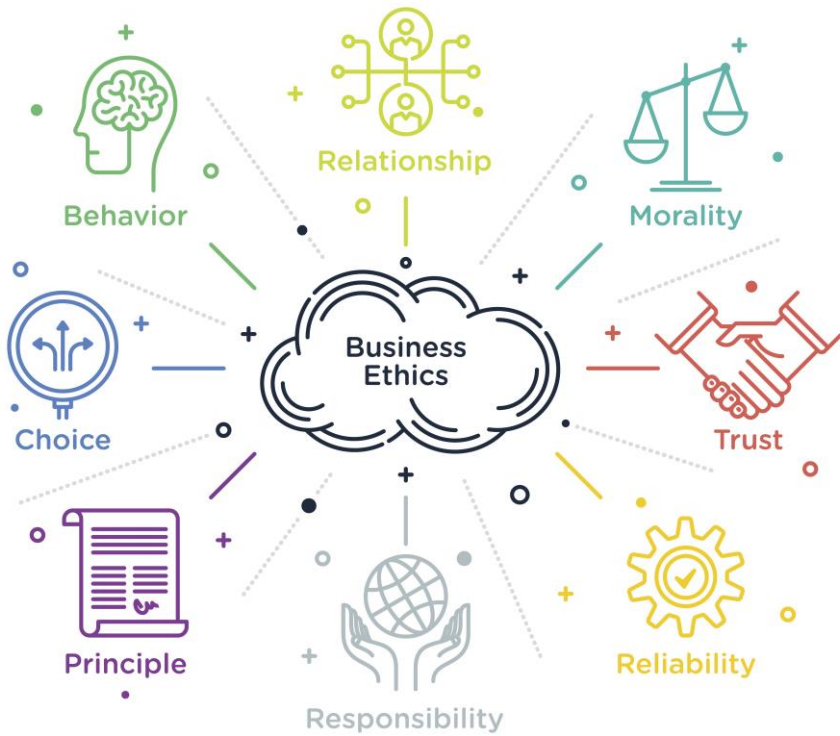 Relationship
Behavior
Morality
Business
Ethics
Choice
Trust
Principle
Reliability
Responsibility